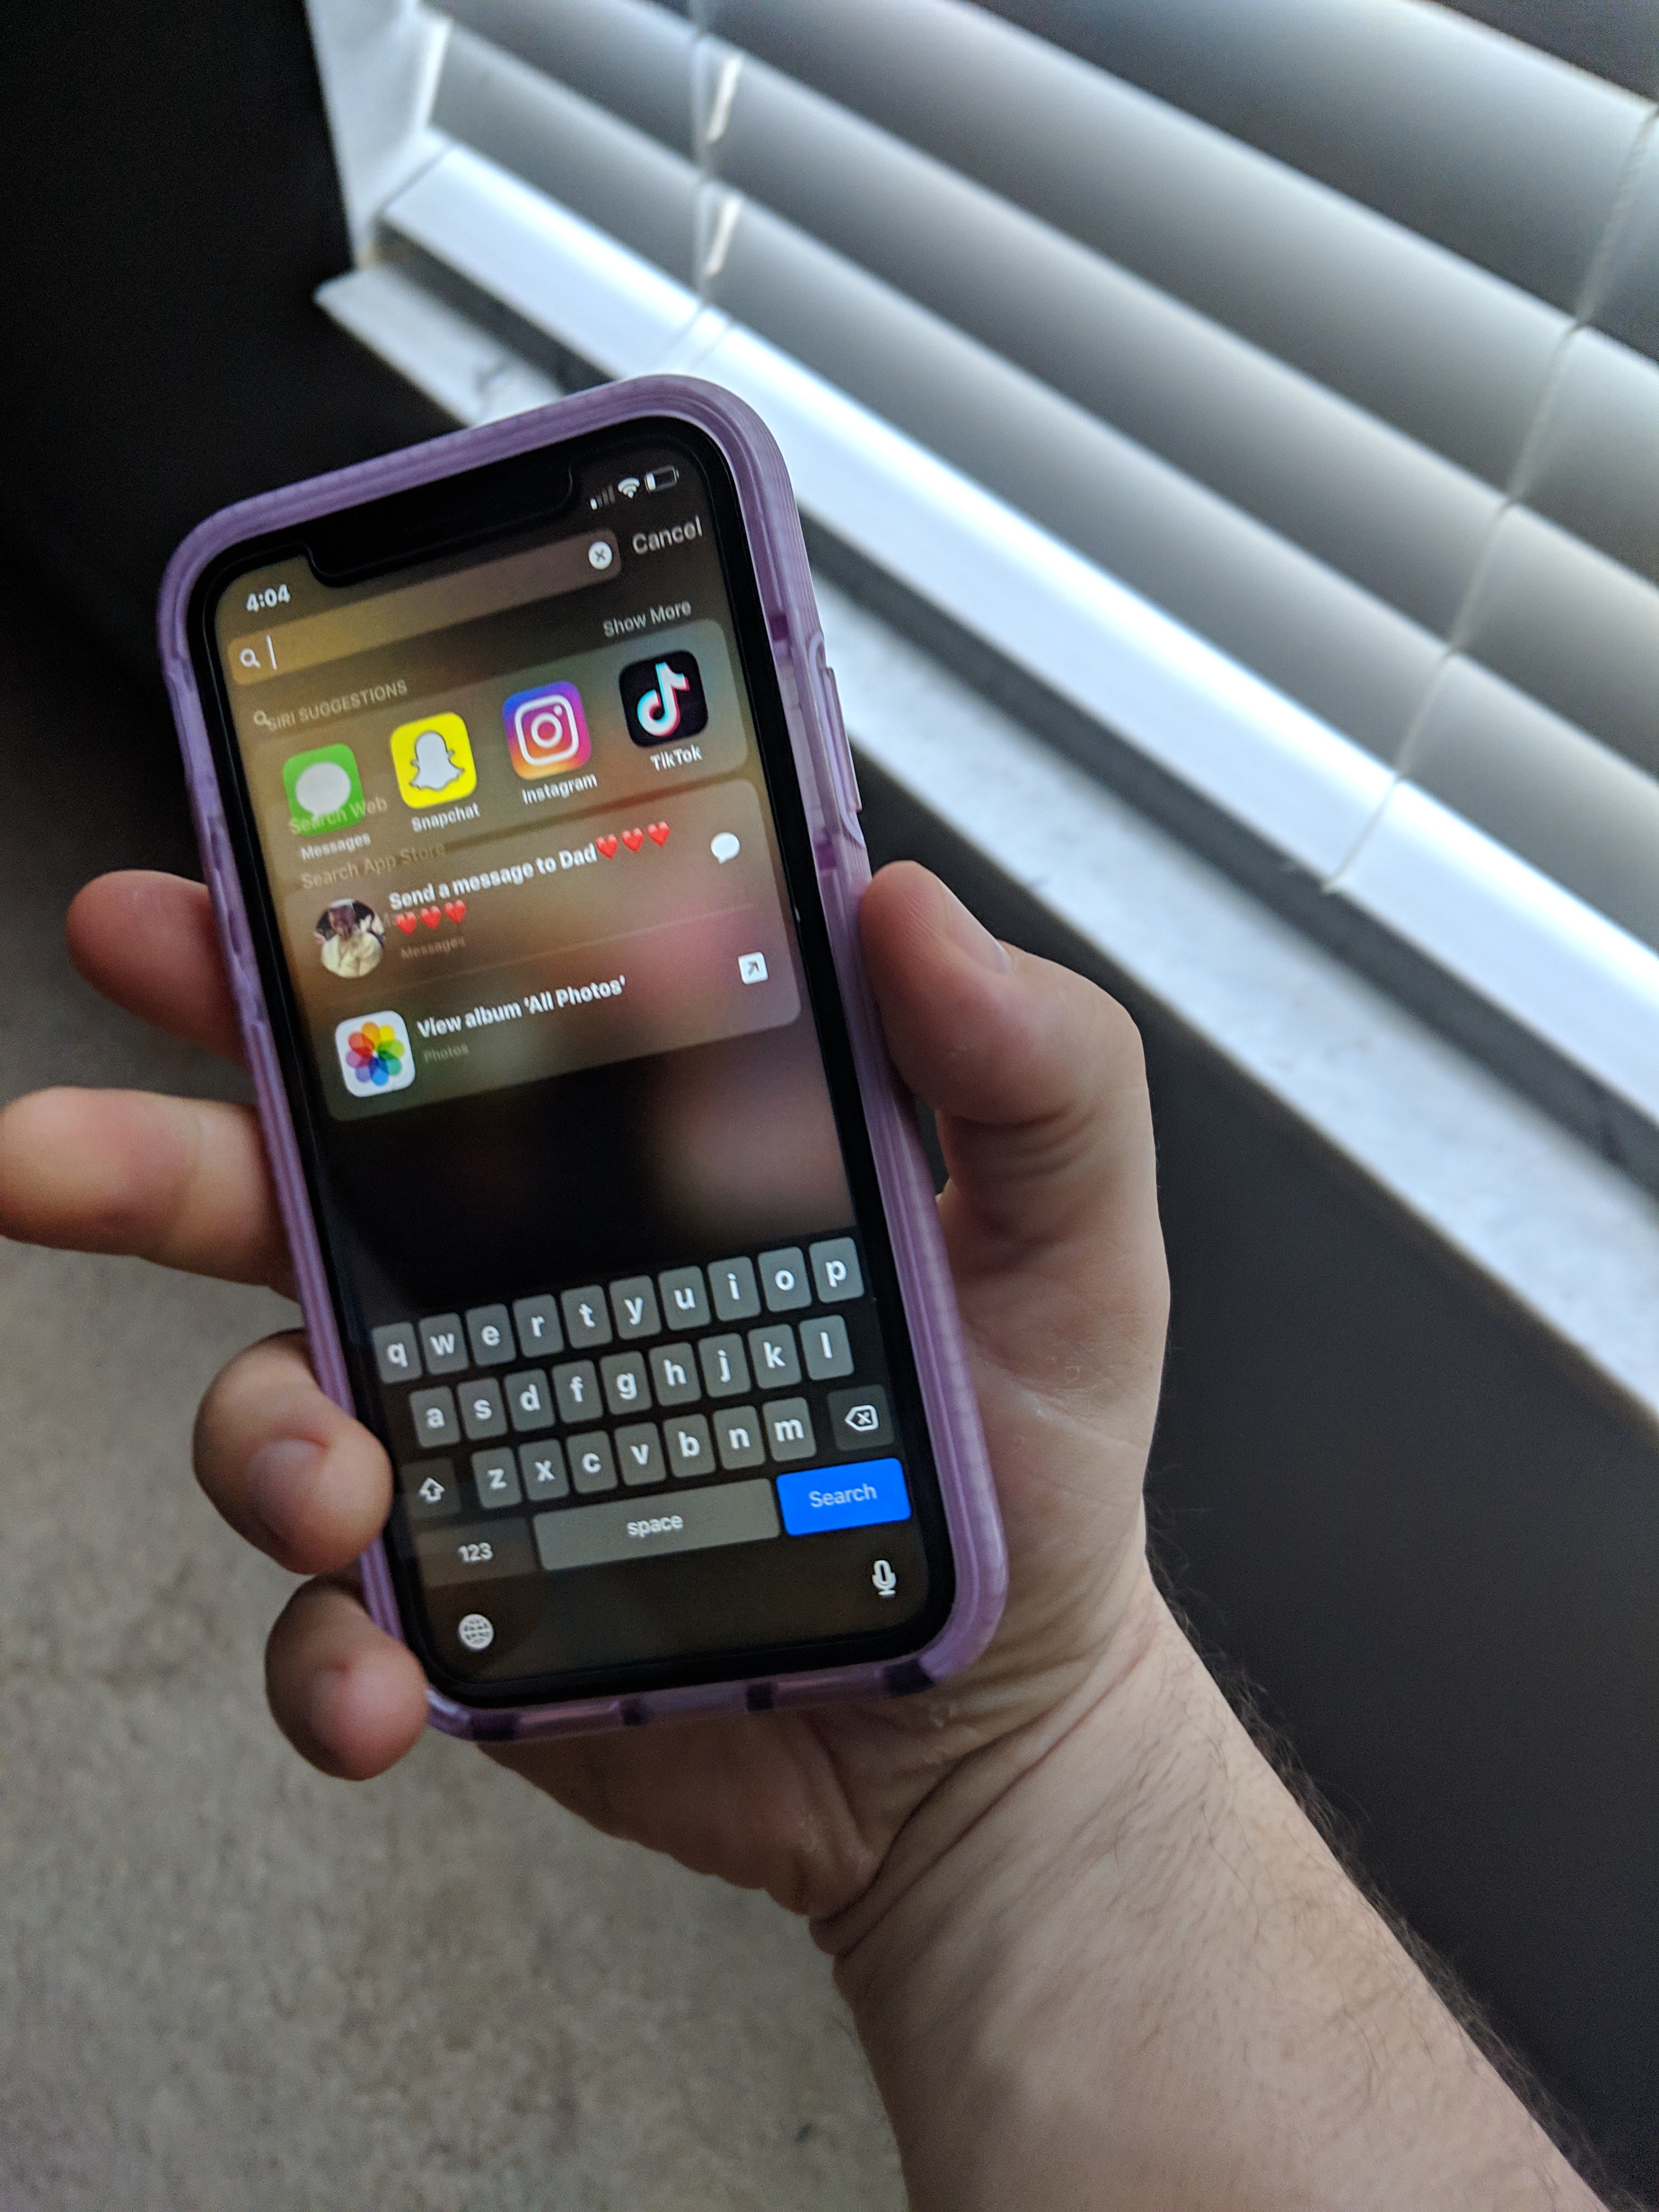 4:04
Cancel
SIRI SUGGESTIONS
Show More
Search Web
Messages
Snapchat
Instagram
TikTok
Search App Store
Send a message to Dad❤️❤️❤️
❤️❤️❤️
Messages
View album 'All Photos'
Photos
q w e r t y u i o p
a s d f g h j k l
z x c v b n m
123
space
Search